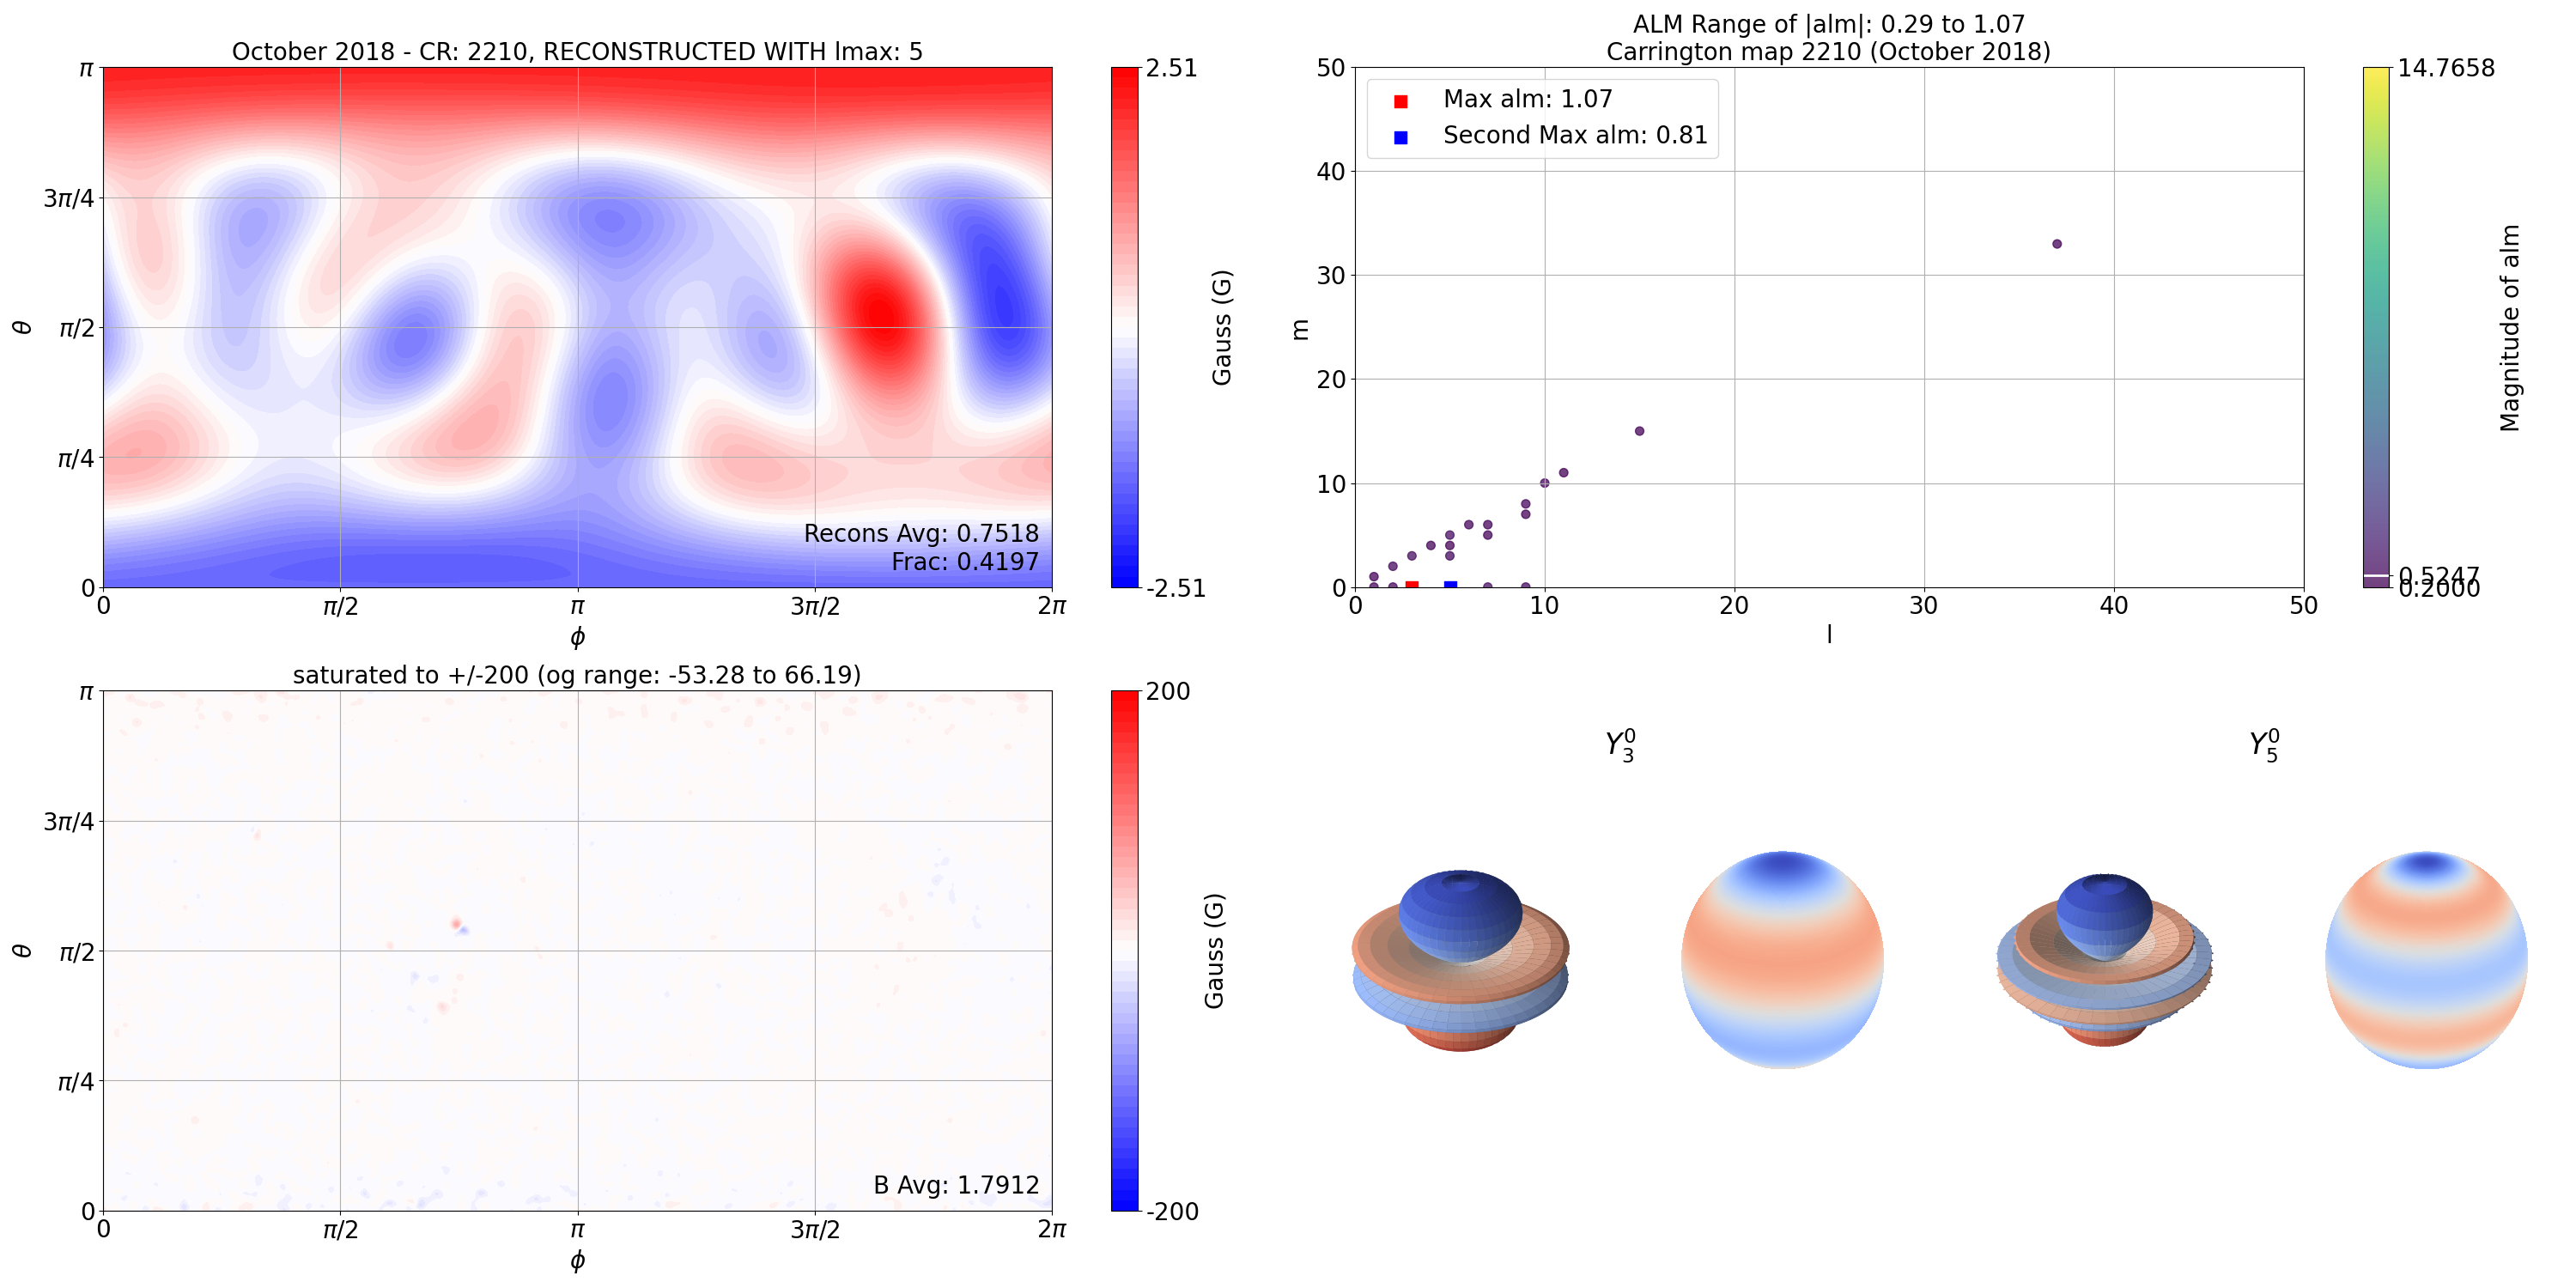 October 2018 - CR: 2210, RECONSTRUCTED WITH lmax: 5
π
3π/4
π/2
π/4
0
θ
0
π/2
π
3π/2
2π
ϕ
Recons Avg: 0.7518
Frac: 0.4197
2.51
-2.51
Gauss (G)
ALM Range of |alm|: 0.29 to 1.07
Carrington map 2210 (October 2018)
50
40
30
20
10
0
m
0
10
20
30
40
50
l
Max alm: 1.07
Second Max alm: 0.81
14.7658
0.5247
0.2000
Magnitude of alm
saturated to +/-200 (og range: -53.28 to 66.19)
π
3π/4
π/2
π/4
0
θ
0
π/2
π
3π/2
2π
ϕ
B Avg: 1.7912
200
-200
Gauss (G)
Y₃⁰
Y₅⁰